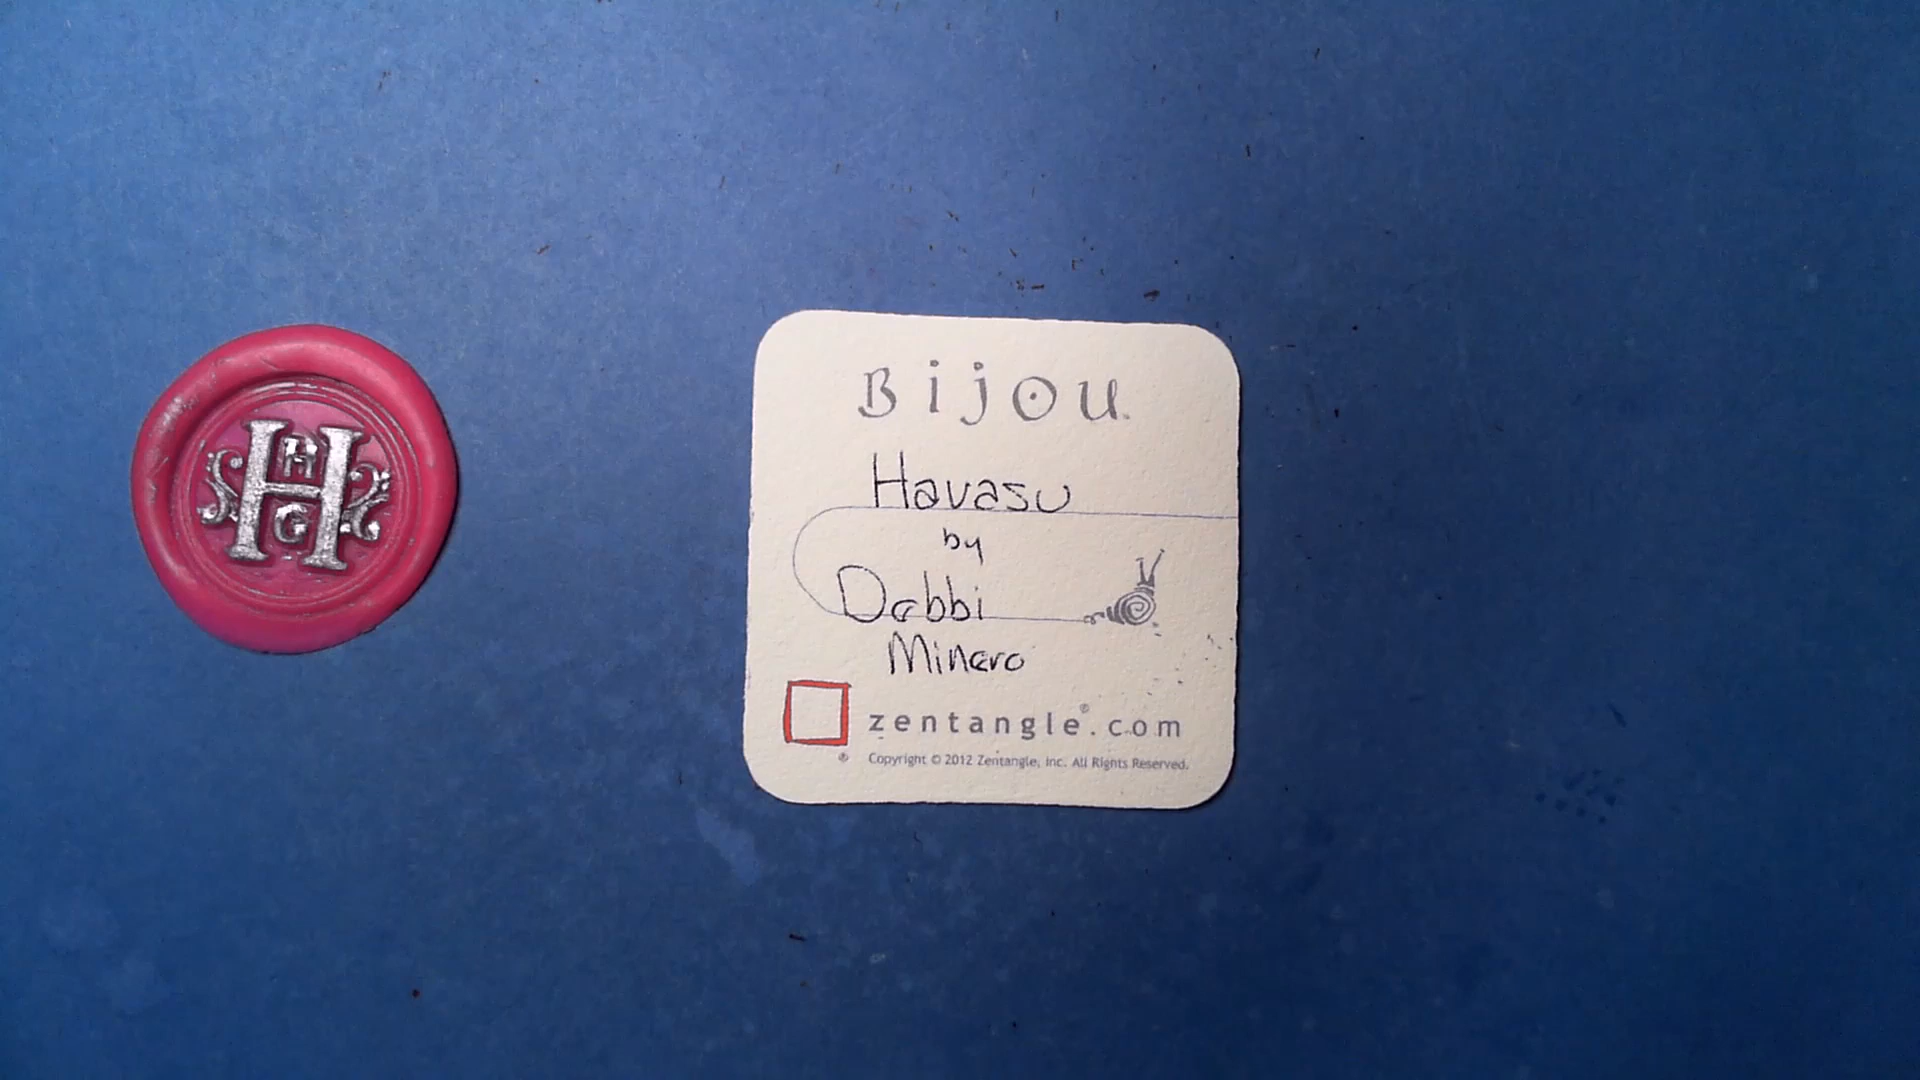 H
H
G
Bijou
Havasu
by
Debbi
Minero
zentangle®.com
® Copyright © 2012 Zentangle, Inc. All Rights Reserved.